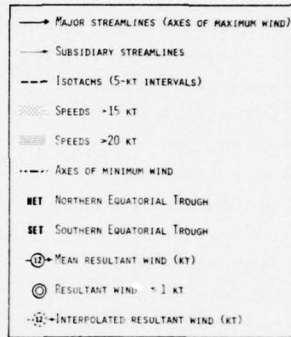 MAJOR STREAMLINES (AXES OF MAXIMUM WIND)
SUBSIDIARY STREAMLINES
ISOTACHS (5-KT INTERVALS)
SPEEDS >15 KT
SPEEDS >20 KT
AXES OF MINIMUM WIND
NET NORTHERN EQUATORIAL TROUGH
SET SOUTHERN EQUATORIAL TROUGH
12 MEAN RESULTANT WIND (KT)
RESULTANT WIND ≤ 1 KT
12 INTERPOLATED RESULTANT WIND (KT)